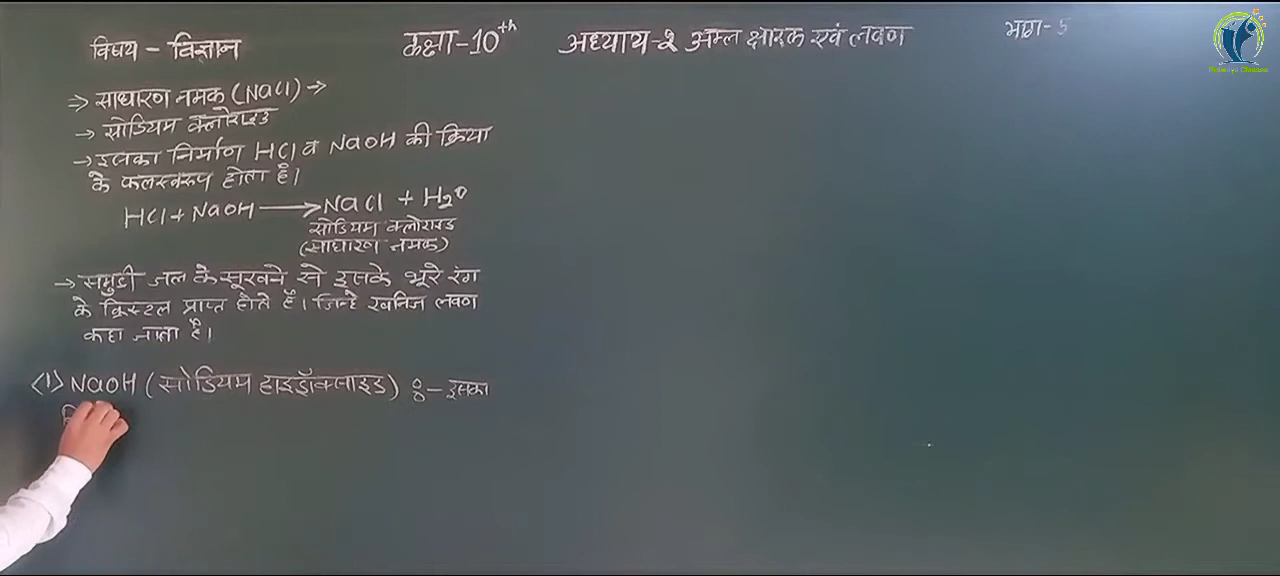 विषय - विज्ञान
कक्षा-10th
अध्याय-2 अम्ल क्षारक एवं लवण
भाग-5
⇒ साधारण नमक (NaCl) →
→ सोडियम क्लोराइड
→ इसका निर्माण HCl व NaOH की क्रिया
के फलस्वरूप होता है।
HCl + NaOH ⟶ NaCl + H₂O
सोडियम क्लोराइड
(साधारण नमक)
→ समुद्री जल के सूखने से इसके भूरे रंग
के क्रिस्टल प्राप्त होते हैं। जिन्हे खनिज लवण
कहा जाता है।
<1> NaOH (सोडियम हाइड्रॉक्साइड) :- इसका